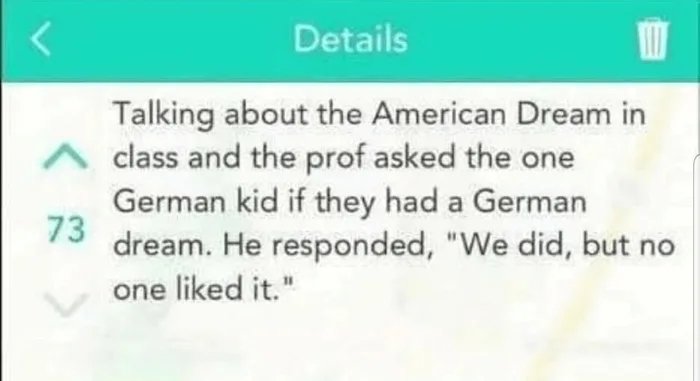 Details
Talking about the American Dream in
class and the prof asked the one
German kid if they had a German
73
dream. He responded, "We did, but no
one liked it."